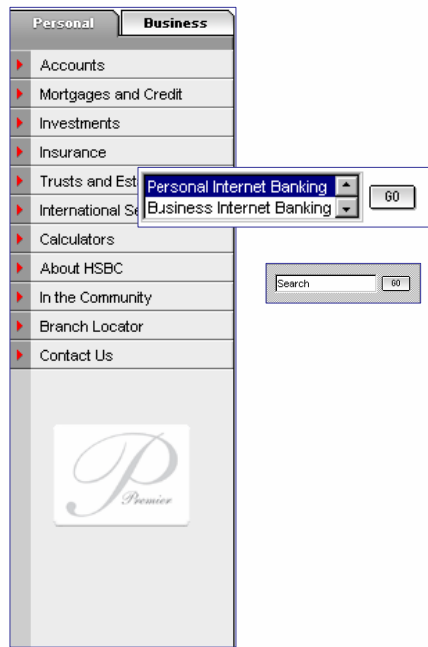 Personal Business
Accounts
Mortgages and Credit
Investments
Insurance
Trusts and Est
Personal Internet Banking
Business Internet Banking
GO
International Se
Calculators
About HSBC
Search GO
In the Community
Branch Locator
Contact Us
Premier